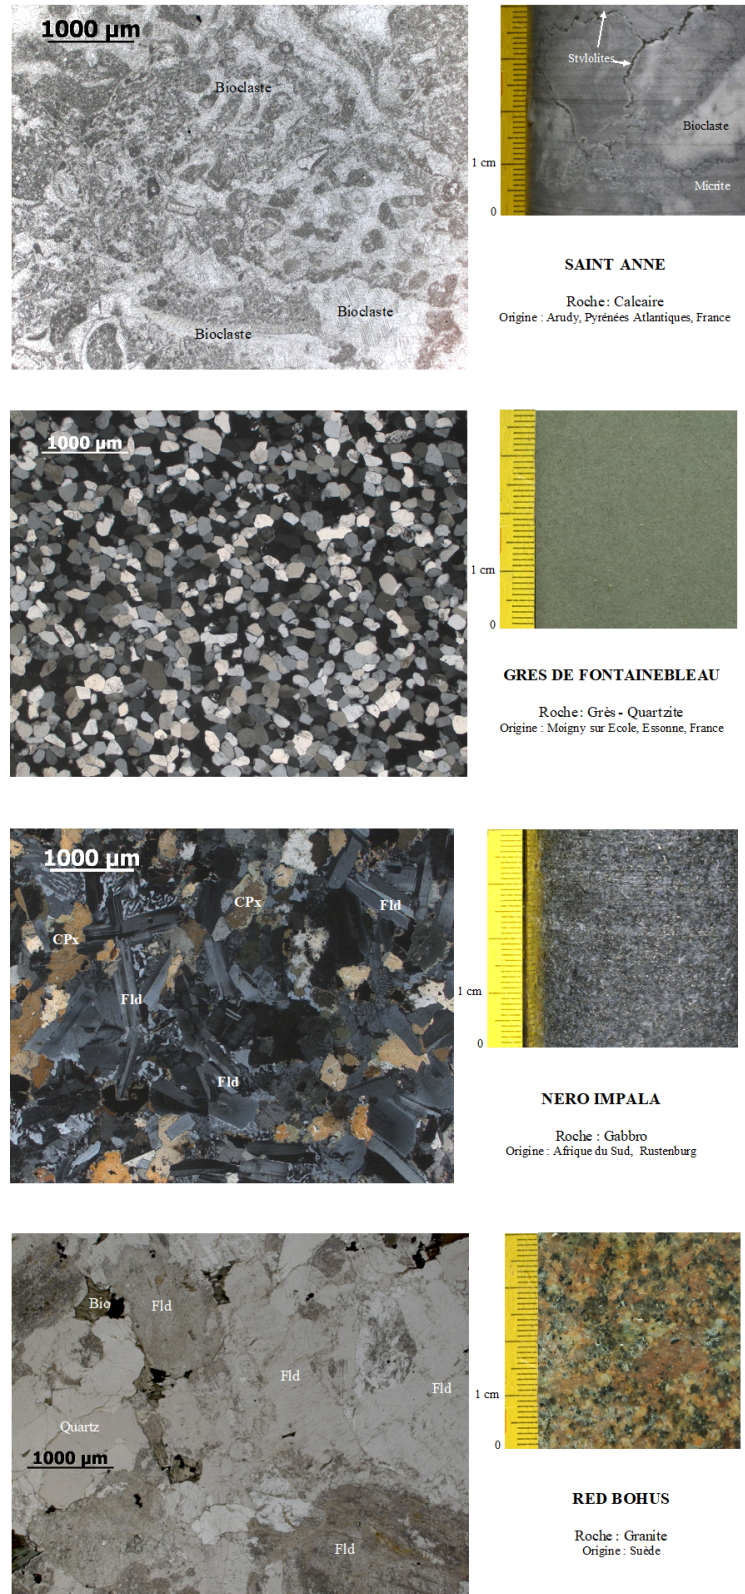 1000 µm
Bioclaste
Bioclaste
Bioclaste
Stylolites
Bioclaste
Micrite
1 cm
0
SAINT ANNE
Roche : Calcaire
Origine : Arudy, Pyrénées Atlantiques, France
1000 µm
1 cm
0
GRES DE FONTAINEBLEAU
Roche : Grès - Quartzite
Origine : Moigny sur Ecole, Essonne, France
1000 µm
CPx
Fld
CPx
Fld
Fld
1 cm
0
NERO IMPALA
Roche : Gabbro
Origine : Afrique du Sud, Rustenburg
Bio
Fld
Fld
Fld
Quartz
1000 µm
Fld
1 cm
0
RED BOHUS
Roche : Granite
Origine : Suède